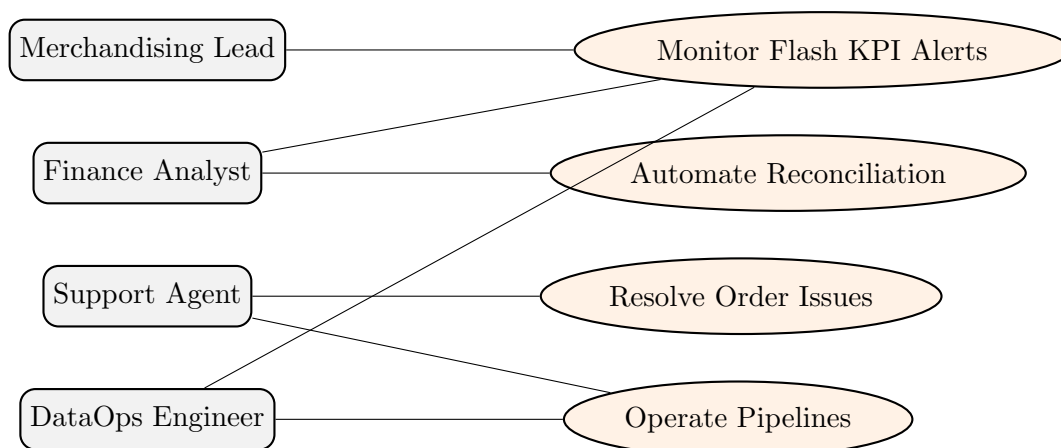 Merchandising Lead
Monitor Flash KPI Alerts
Finance Analyst
Automate Reconciliation
Support Agent
Resolve Order Issues
DataOps Engineer
Operate Pipelines